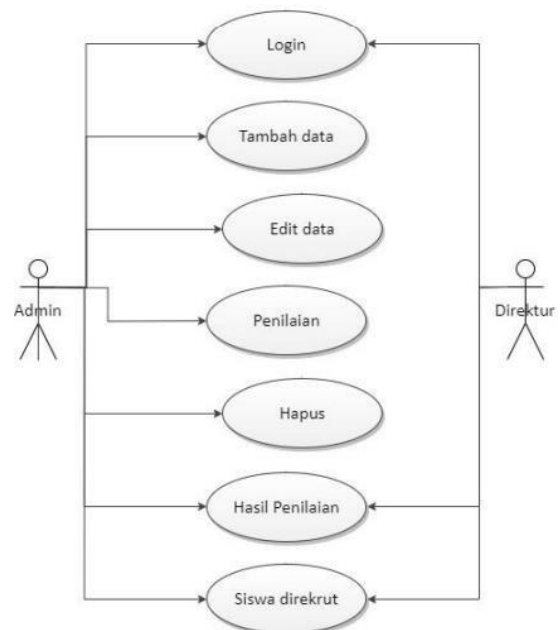 Login
Tambah data
Edit data
Admin
Penilaian
Direktur
Hapus
Hasil Penilaian
Siswa direkrut